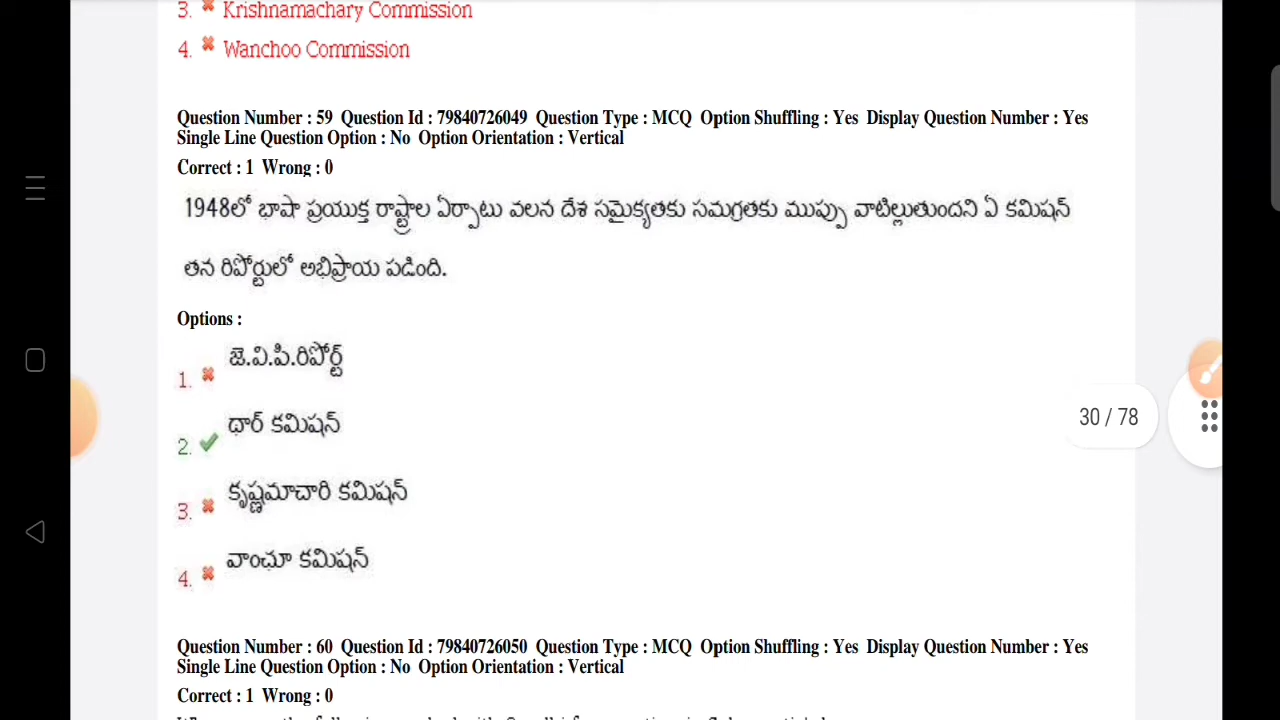 3. Krishnamachary Commission
4. Wanchoo Commission
Question Number : 59 Question Id : 79840726049 Question Type : MCQ Option Shuffling : Yes Display Question Number : Yes
Single Line Question Option : No Option Orientation : Vertical
Correct : 1 Wrong : 0
1948లో భాషా ప్రయుక్త రాష్ట్రాల ఏర్పాటు వలన దేశ సమైక్యతకు సమగ్రతకు ముప్పు వాటిల్లుతుందని ఏ కమిషన్
తన రిపోర్టులో అభిప్రాయ పడింది.
Options :
1. జె.వి.పి.రిపోర్ట్
2. థార్ కమిషన్
3. కృష్ణమాచారి కమిషన్
4. వాంఛూ కమిషన్
30 / 78
Question Number : 60 Question Id : 79840726050 Question Type : MCQ Option Shuffling : Yes Display Question Number : Yes
Single Line Question Option : No Option Orientation : Vertical
Correct : 1 Wrong : 0